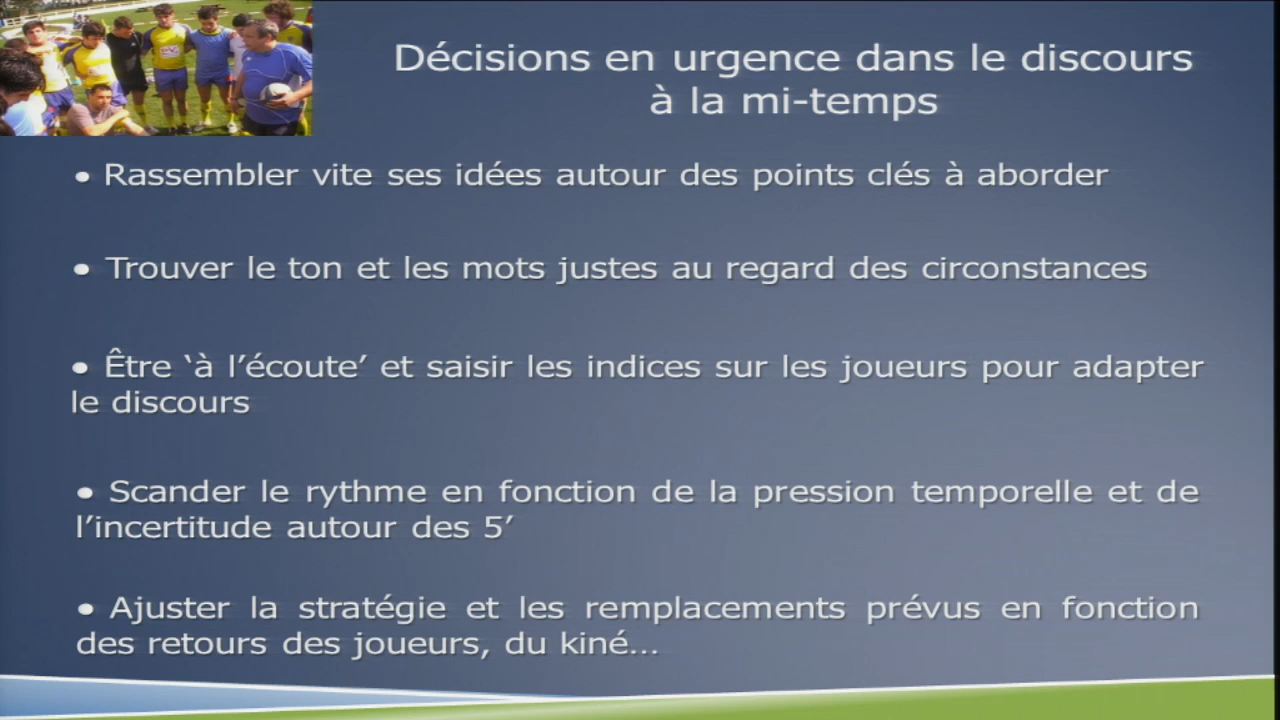 Décisions en urgence dans le discours
à la mi-temps
• Rassembler vite ses idées autour des points clés à aborder
• Trouver le ton et les mots justes au regard des circonstances
• Être ‘à l’écoute’ et saisir les indices sur les joueurs pour adapter
le discours
• Scander le rythme en fonction de la pression temporelle et de
l’incertitude autour des 5’
• Ajuster la stratégie et les remplacements prévus en fonction
des retours des joueurs, du kiné...